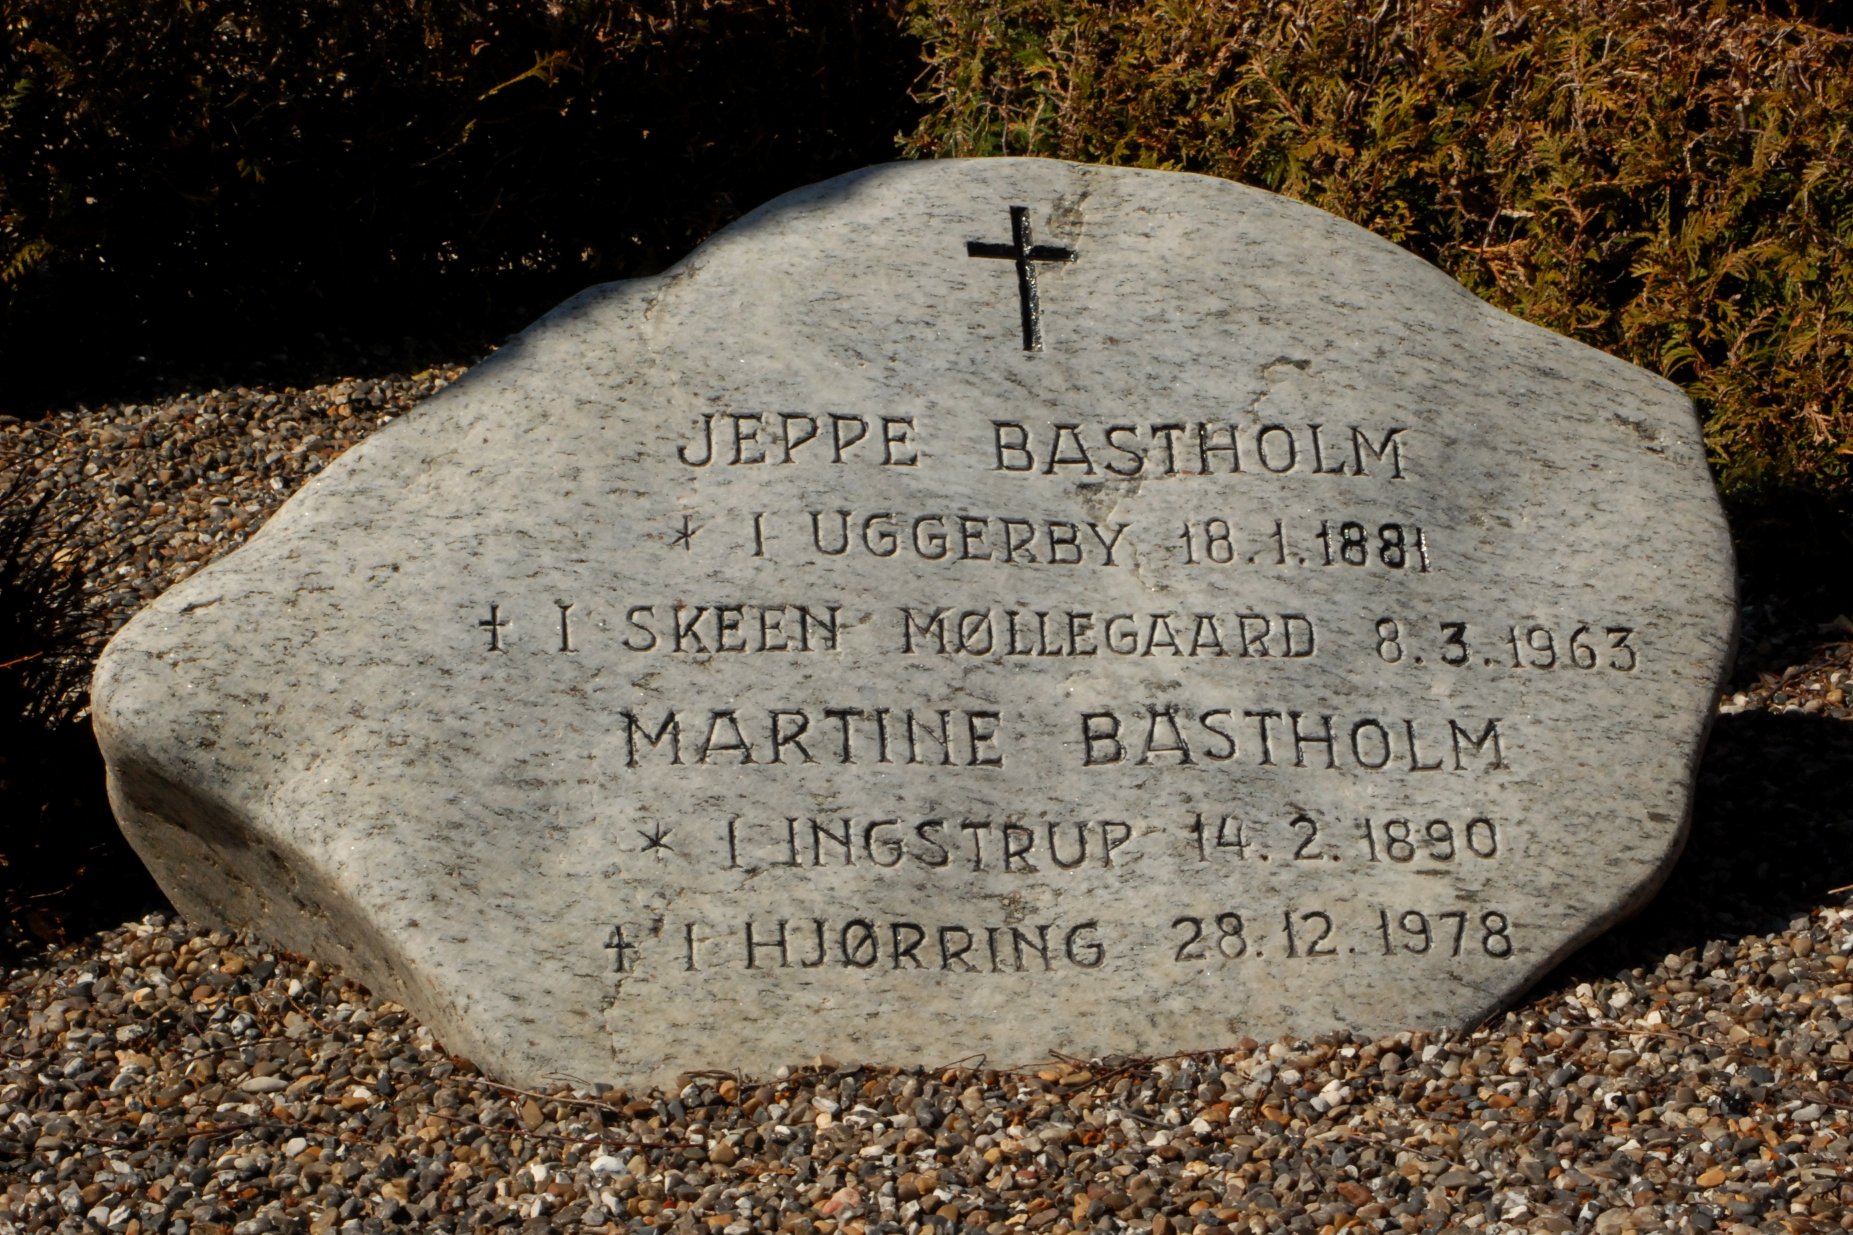 JEPPE BASTHOLM
* I UGGERBY 18.1.1881
† I SKEEN MØLLEGAARD 8.3.1963
MARTINE BASTHOLM
* I INGSTRUP 14.2.1890
† I HJØRRING 28.12.1978